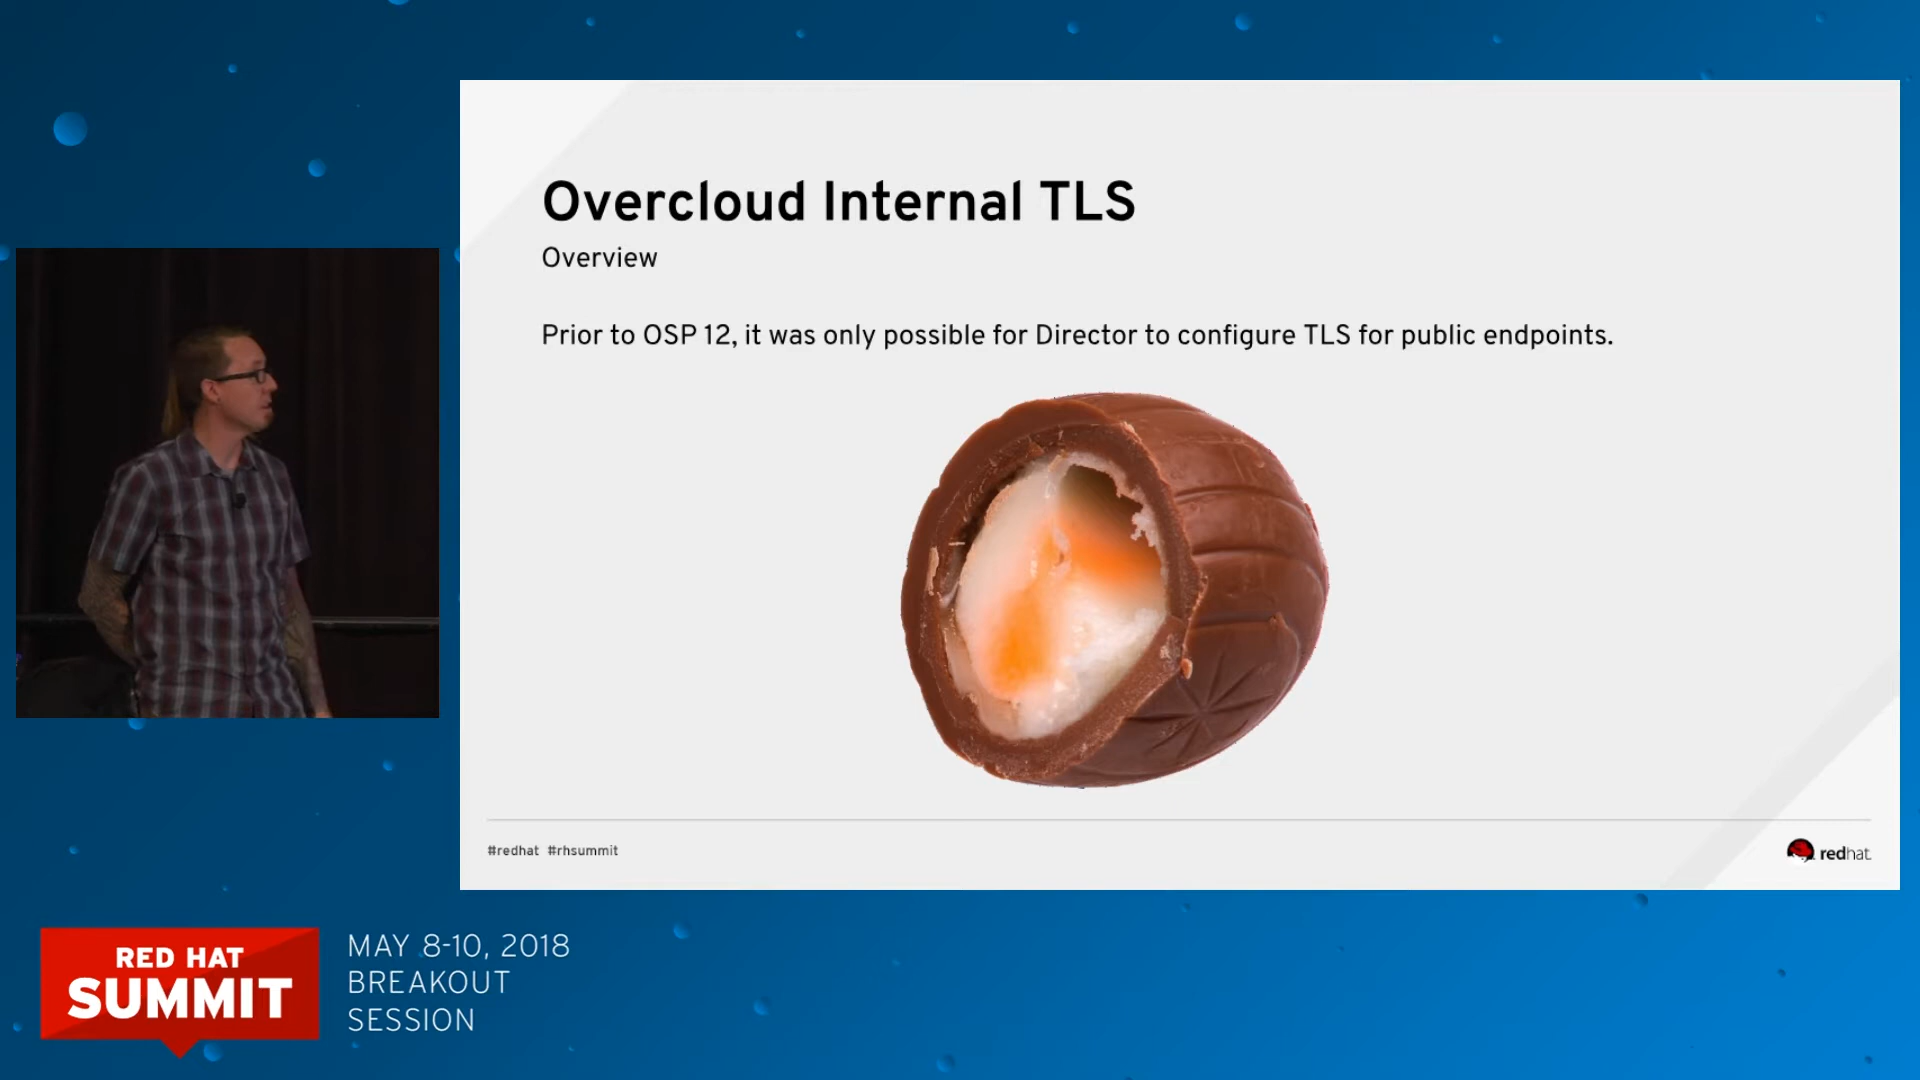 Overcloud Internal TLS
Overview
Prior to OSP 12, it was only possible for Director to configure TLS for public endpoints.
#redhat #rhsummit
redhat.
RED HAT
SUMMIT
MAY 8-10, 2018
BREAKOUT
SESSION